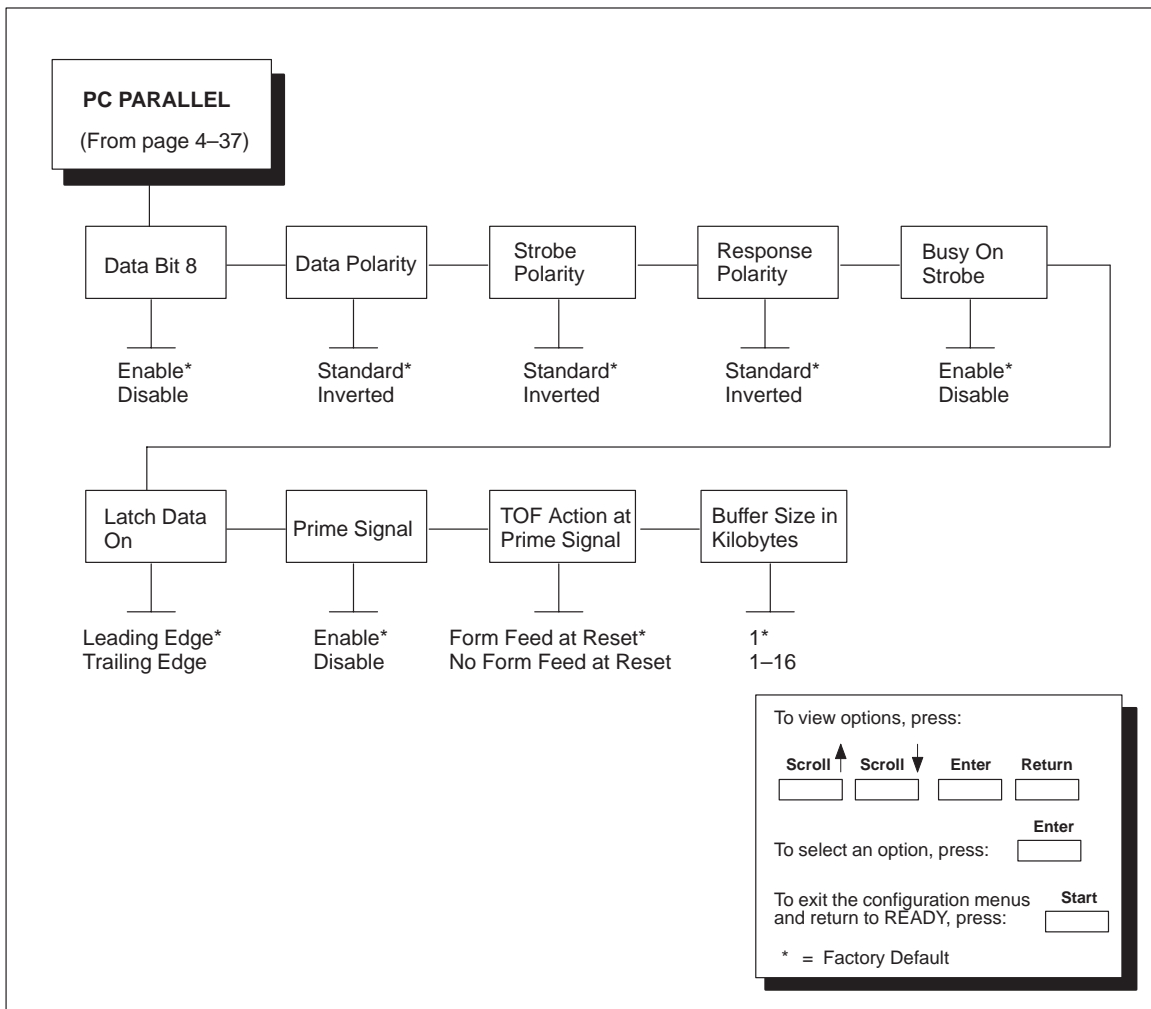 PC PARALLEL
(From page 4–37)
Data Bit 8
Data Polarity
Strobe
Polarity
Response
Polarity
Busy On
Strobe
Enable*
Disable
Standard*
Inverted
Standard*
Inverted
Standard*
Inverted
Enable*
Disable
Latch Data
On
Prime Signal
TOF Action at
Prime Signal
Buffer Size in
Kilobytes
Leading Edge*
Trailing Edge
Enable*
Disable
Form Feed at Reset*
No Form Feed at Reset
1*
1–16
To view options, press:
Scroll Scroll Enter Return
Enter
To select an option, press:
To exit the configuration menus
and return to READY, press:
Start
* = Factory Default